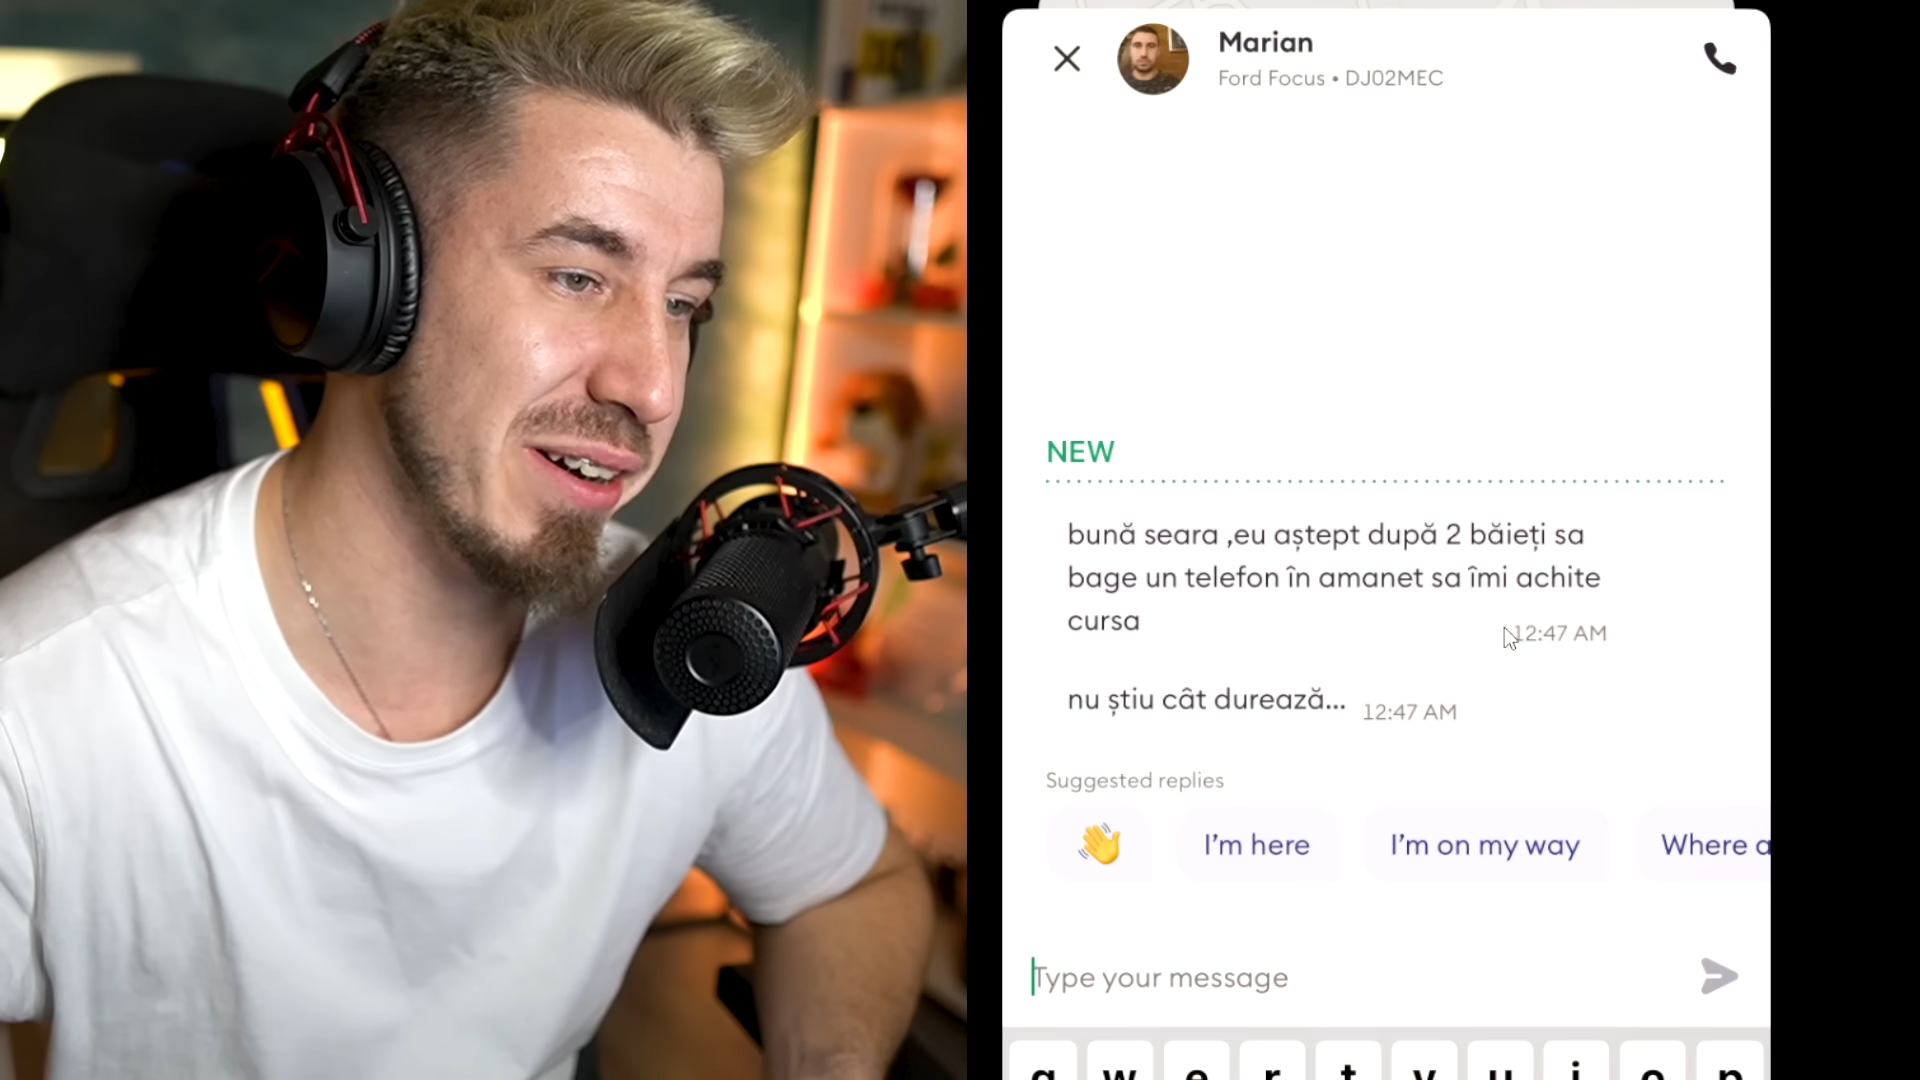 Marian
Ford Focus • DJ02MEC
NEW
bună seara ,eu aștept după 2 băieți sa
bage un telefon în amanet sa îmi achite
cursa
12:47 AM
nu știu cât durează...
12:47 AM
Suggested replies
👋 I'm here I'm on my way Where a
Type your message
q w e r t y u i o p